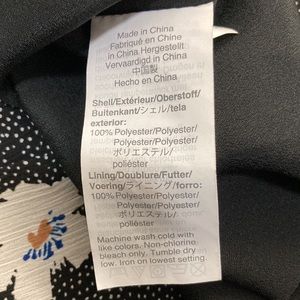 Made in China
Fabriqué en Chine
In China Hergestellt
Vervaardigd in China
中国製
Hecho en China
Shell/Extérieur/Oberstoff/
Buitenkant/シェル/tela
exterior:
100% Polyester/Polyester/
Polyester/Polyester/
ポリエステル/
poliéster
Lining/Doublure/Futter/
Voering/ライニング/forro:
100% Polyester/Polyester/
Polyester/Polyester/
ポリエステル/
poliéster
Machine wash cold with
like colors. Non-chlorine
bleach only. Tumble dry
low. Iron on lowest setting.